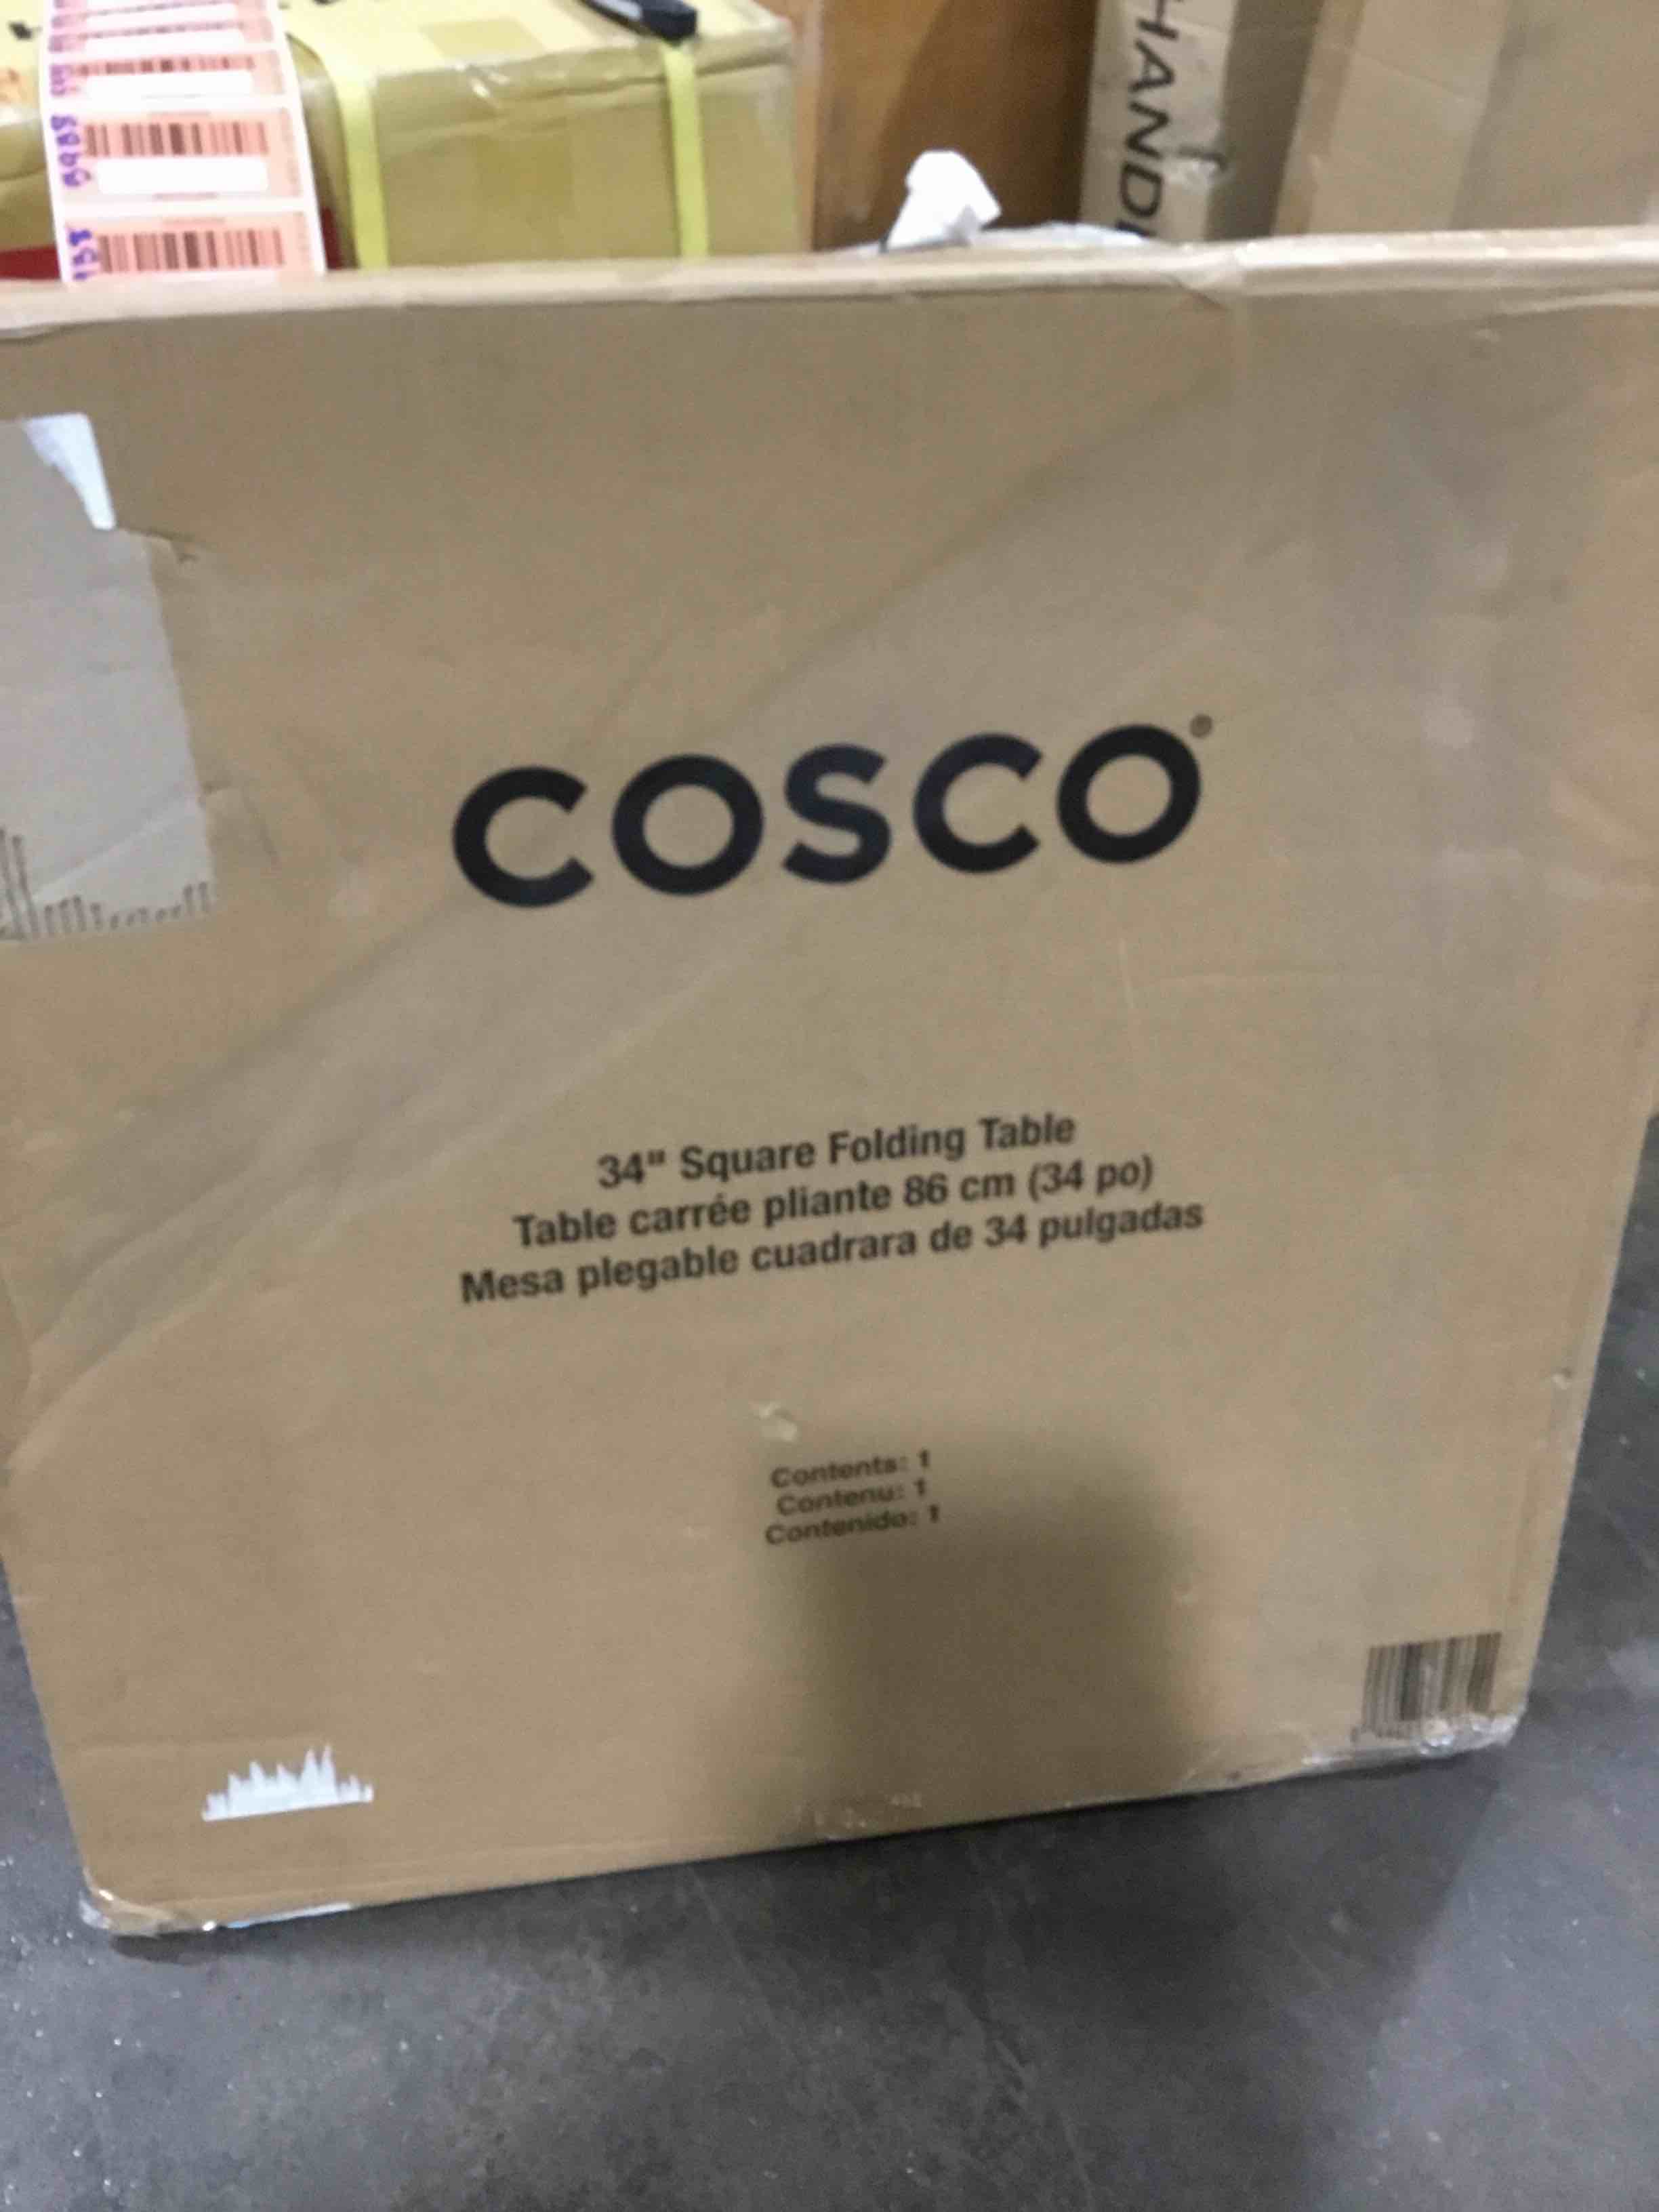 HAND
COSCO®
34" Square Folding Table
Table carrée pliante 86 cm (34 po)
Mesa plegable cuadrara de 34 pulgadas
Contents: 1
Contenu: 1
Contenido: 1